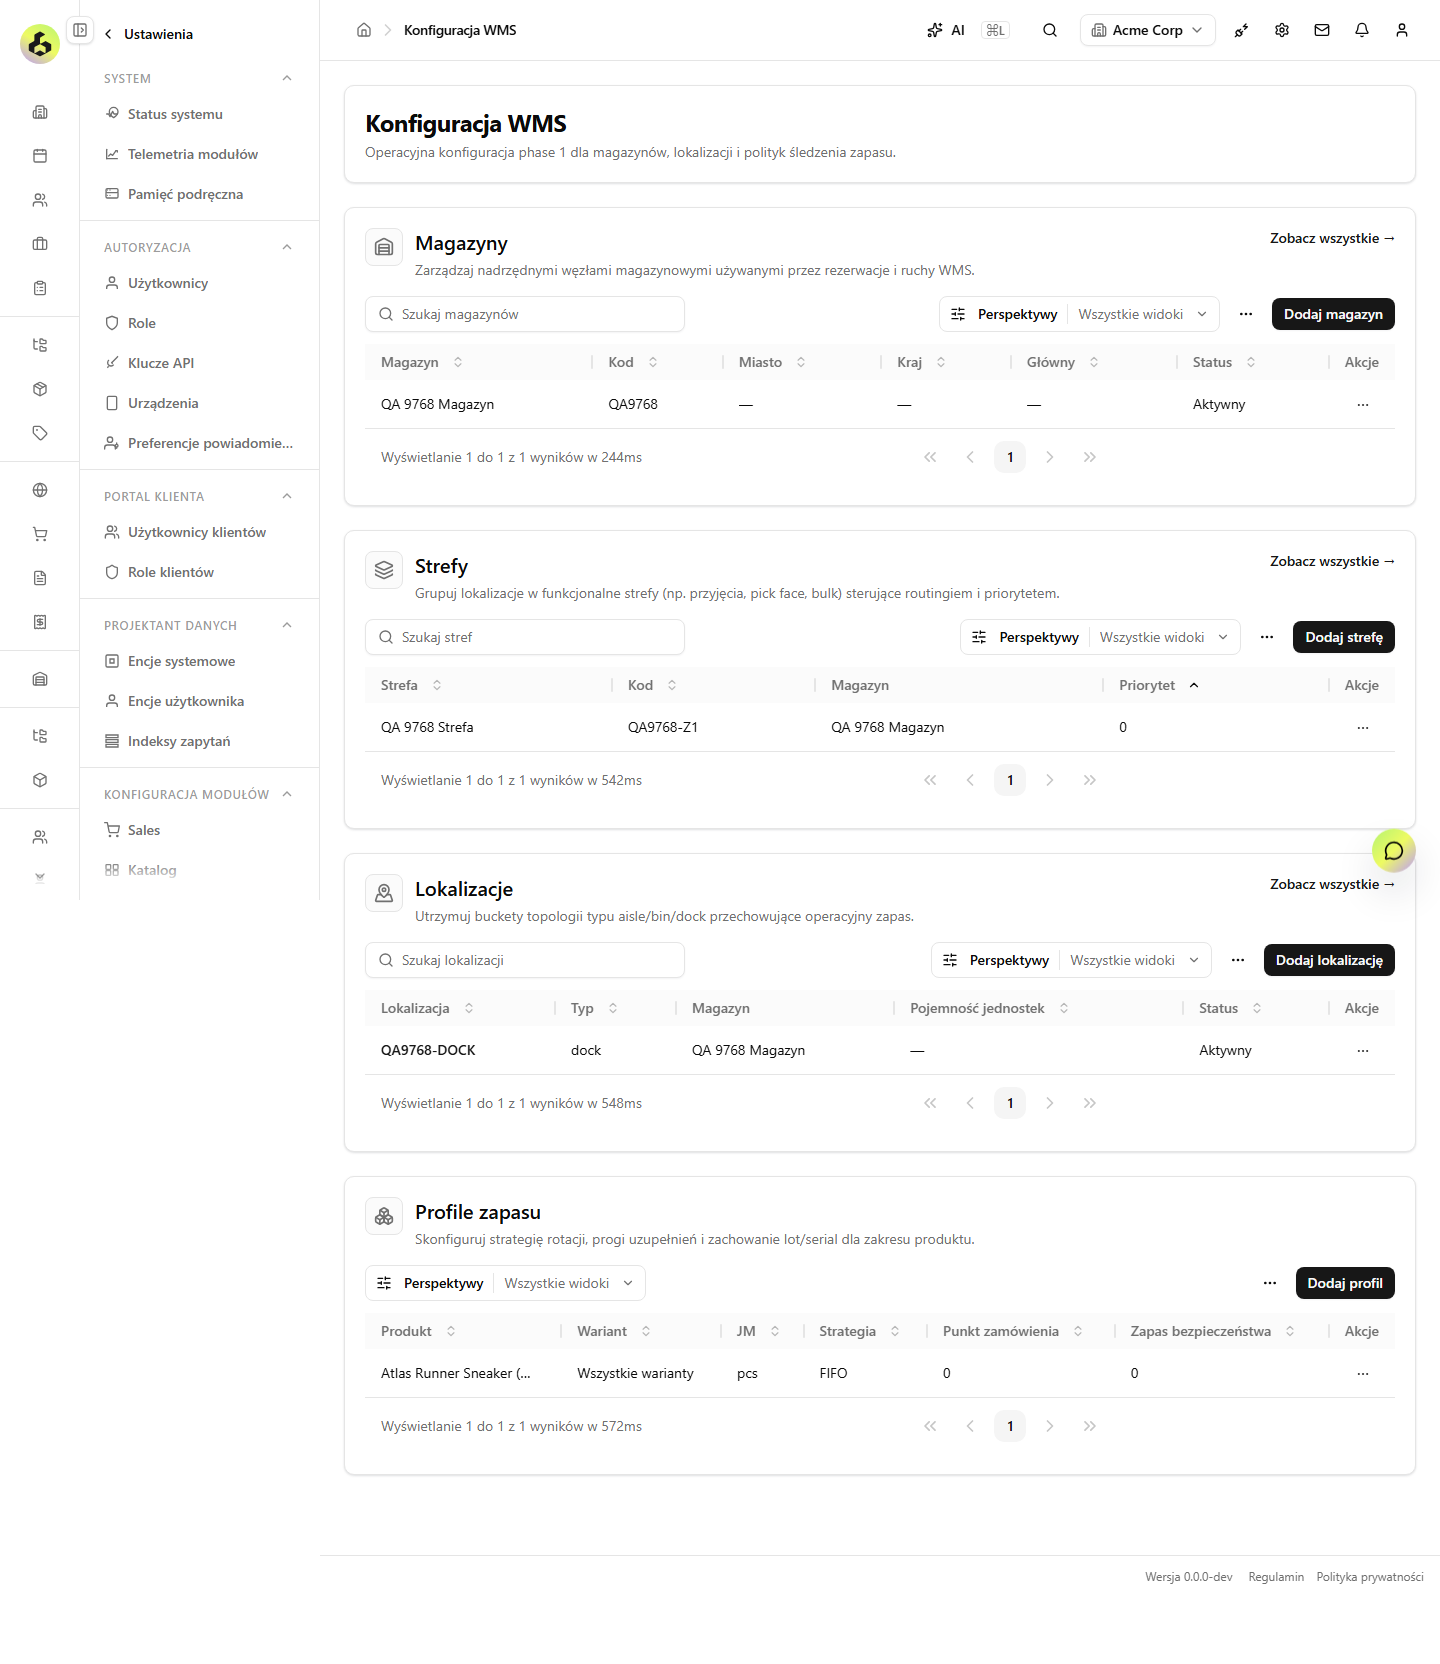 Ustawienia
SYSTEM
Status systemu
Telemetria modułów
Pamięć podręczna
AUTORYZACJA
Użytkownicy
Role
Klucze API
Urządzenia
Preferencje powiadomie...
PORTAL KLIENTA
Użytkownicy klientów
Role klientów
PROJEKTANT DANYCH
Encje systemowe
Encje użytkownika
Indeksy zapytań
KONFIGURACJA MODUŁÓW
Sales
Katalog
Konfiguracja WMS
AI ⌘L
Acme Corp
Konfiguracja WMS
Operacyjna konfiguracja phase 1 dla magazynów, lokalizacji i polityk śledzenia zapasu.
Magazyny
Zobacz wszystkie →
Zarządzaj nadrzędnymi węzłami magazynowymi używanymi przez rezerwacje i ruchy WMS.
Szukaj magazynów
Perspektywy Wszystkie widoki ··· Dodaj magazyn
Magazyn Kod Miasto Kraj Główny Status Akcje
QA 9768 Magazyn QA9768 — — — Aktywny ···
Wyświetlanie 1 do 1 z 1 wyników w 244ms 1
Strefy
Zobacz wszystkie →
Grupuj lokalizacje w funkcjonalne strefy (np. przyjęcia, pick face, bulk) sterujące routingiem i priorytetem.
Szukaj stref
Perspektywy Wszystkie widoki ··· Dodaj strefę
Strefa Kod Magazyn Priorytet Akcje
QA 9768 Strefa QA9768-Z1 QA 9768 Magazyn 0 ···
Wyświetlanie 1 do 1 z 1 wyników w 542ms 1
Lokalizacje
Zobacz wszystkie →
Utrzymuj buckety topologii typu aisle/bin/dock przechowujące operacyjny zapas.
Szukaj lokalizacji
Perspektywy Wszystkie widoki ··· Dodaj lokalizację
Lokalizacja Typ Magazyn Pojemność jednostek Status Akcje
QA9768-DOCK dock QA 9768 Magazyn — Aktywny ···
Wyświetlanie 1 do 1 z 1 wyników w 548ms 1
Profile zapasu
Skonfiguruj strategię rotacji, progi uzupełnień i zachowanie lot/serial dla zakresu produktu.
Perspektywy Wszystkie widoki ··· Dodaj profil
Produkt Wariant JM Strategia Punkt zamówienia Zapas bezpieczeństwa Akcje
Atlas Runner Sneaker (... Wszystkie warianty pcs FIFO 0 0 ···
Wyświetlanie 1 do 1 z 1 wyników w 572ms 1
Wersja 0.0.0-dev Regulamin Polityka prywatności